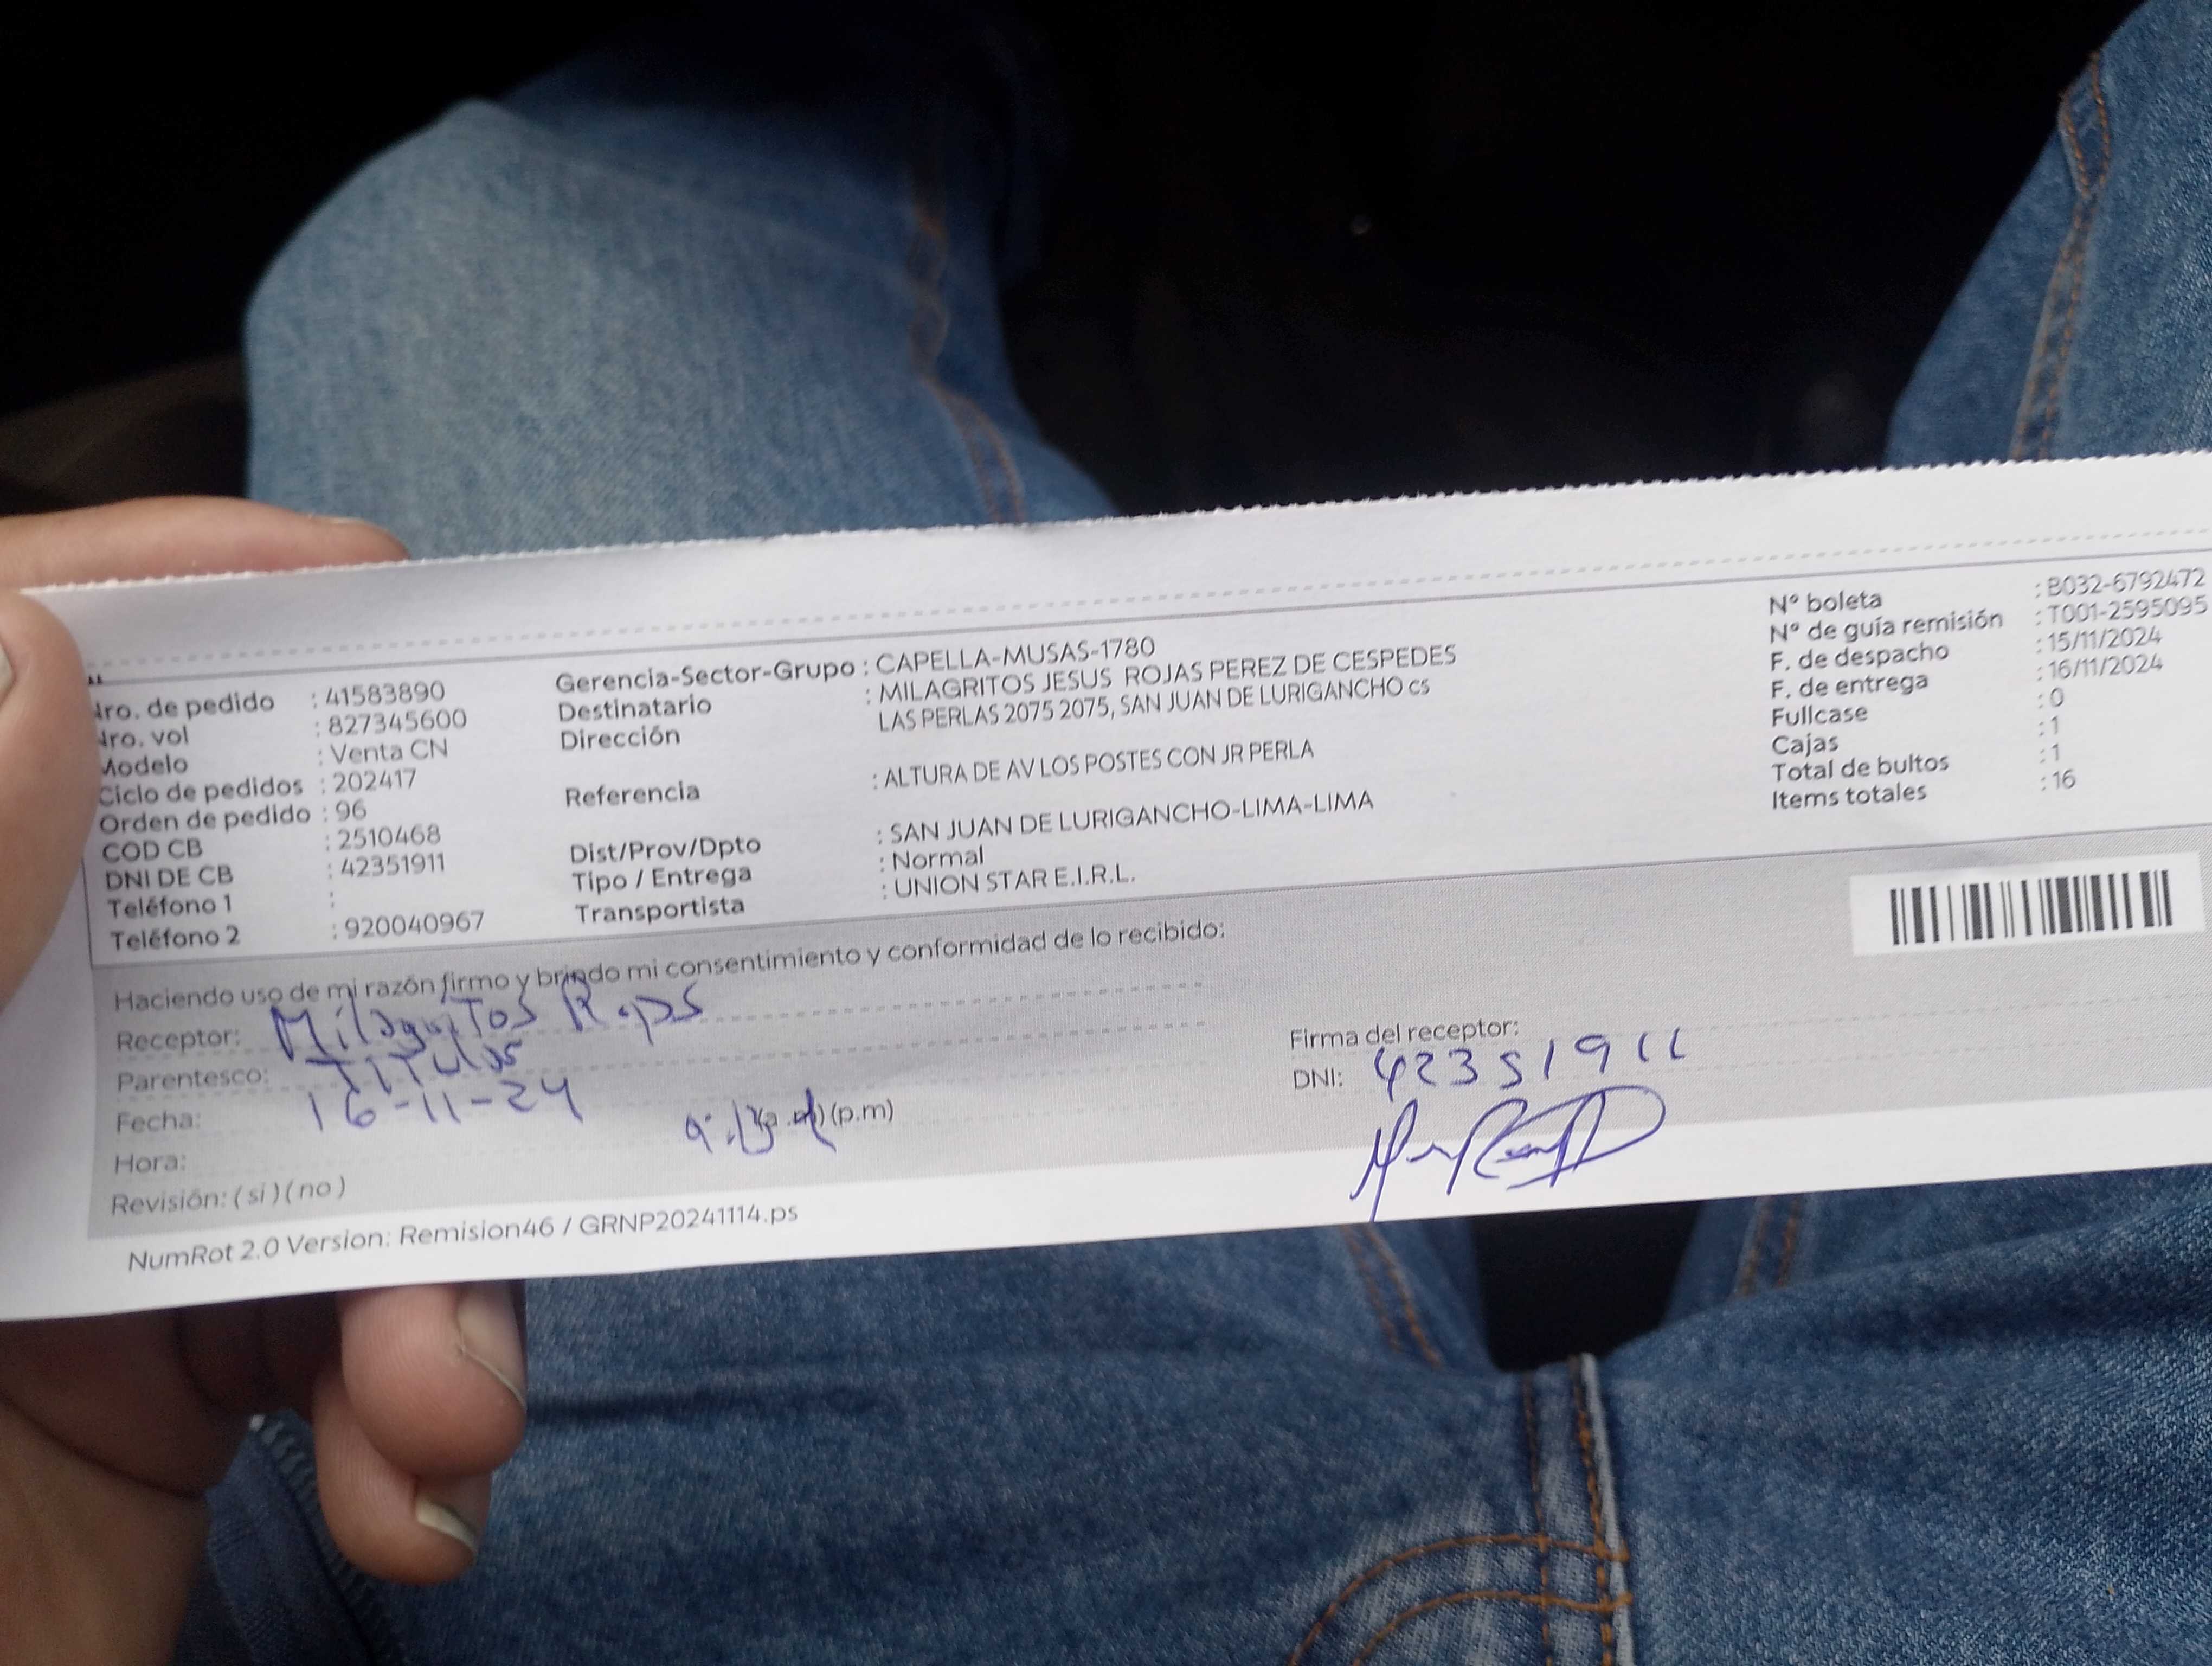 Nro. de pedido : 41583890
Nro. vol : 827345600
Modelo : Venta CN
Ciclo de pedidos : 202417
Orden de pedido : 96
COD CB : 2510468
DNI DE CB : 42351911
Teléfono 1 :
Teléfono 2 : 920040967
Gerencia-Sector-Grupo : CAPELLA-MUSAS-1780
Destinatario : MILAGRITOS JESUS ROJAS PEREZ DE CESPEDES
Dirección LAS PERLAS 2075 2075, SAN JUAN DE LURIGANCHO cs
Referencia : ALTURA DE AV LOS POSTES CON JR PERLA
Dist/Prov/Dpto : SAN JUAN DE LURIGANCHO-LIMA-LIMA
Tipo / Entrega : Normal
Transportista : UNION STAR E.I.R.L.
N° boleta : B032-6792472
N° de guía remisión : T001-2595095
F. de despacho : 15/11/2024
F. de entrega : 16/11/2024
Fullcase : 0
Cajas : 1
Total de bultos : 1
Items totales : 16
Haciendo uso de mi razón firmo y brindo mi consentimiento y conformidad de lo recibido:
Receptor: Milagritos Rojas
Parentesco:
Fecha: 16-11-24
Hora: (p.m)
Revisión: ( si ) ( no )
Firma del receptor:
DNI: 42351911
NumRot 2.0 Version: Remision46 / GRNP20241114.ps